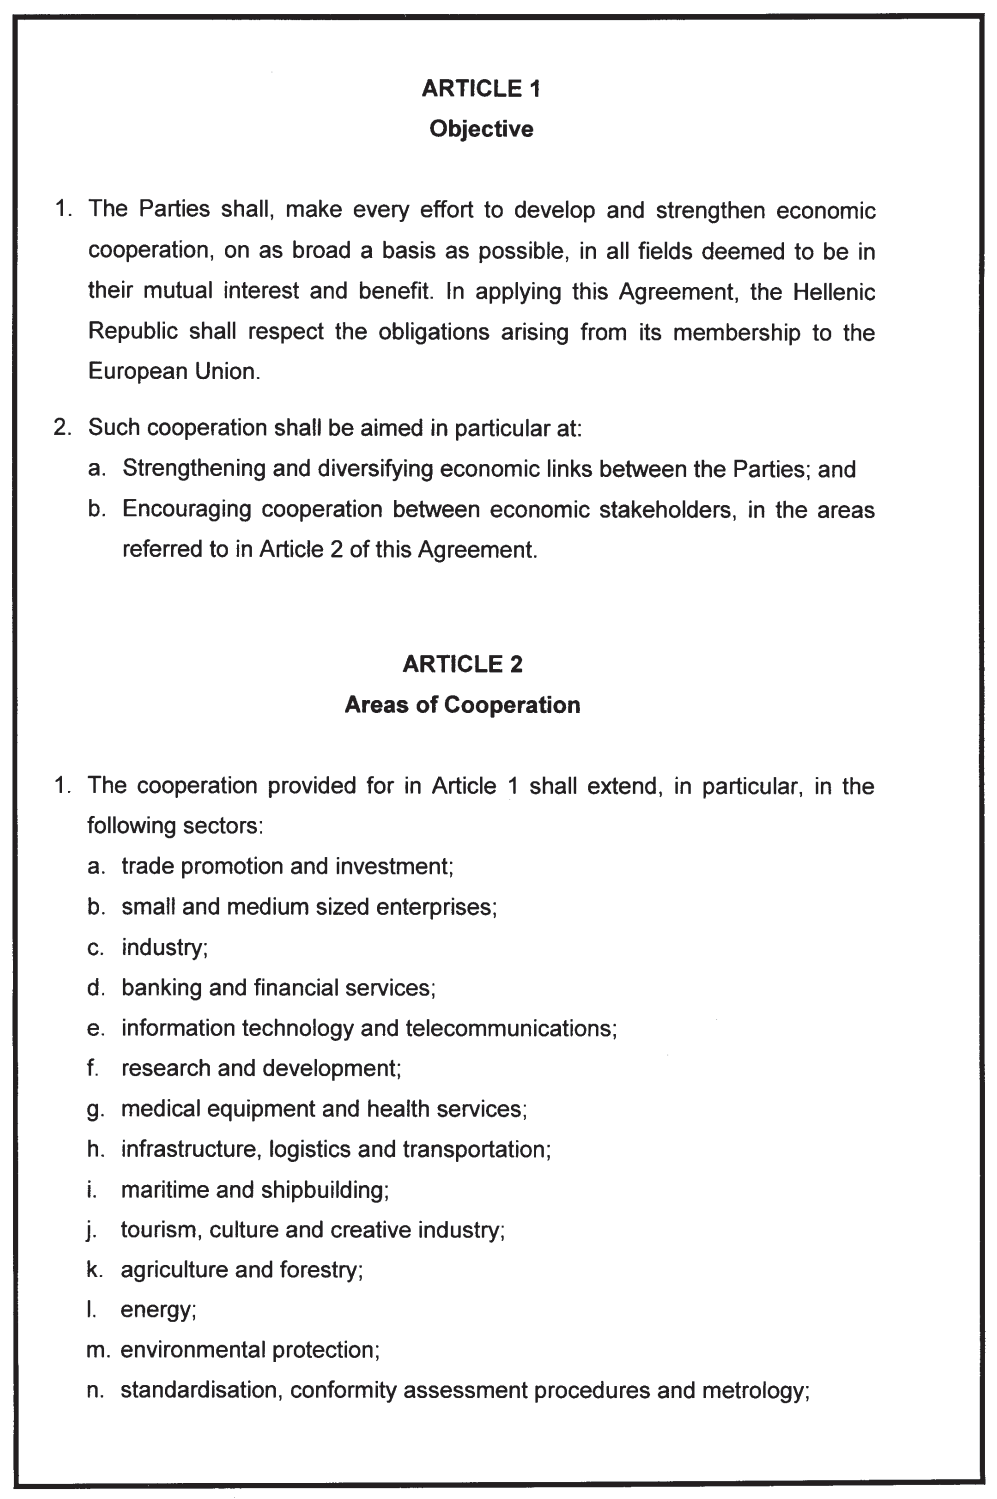 ARTICLE 1
Objective
1. The Parties shall, make every effort to develop and strengthen economic
cooperation, on as broad a basis as possible, in all fields deemed to be in
their mutual interest and benefit. In applying this Agreement, the Hellenic
Republic shall respect the obligations arising from its membership to the
European Union.
2. Such cooperation shall be aimed in particular at:
a. Strengthening and diversifying economic links between the Parties; and
b. Encouraging cooperation between economic stakeholders, in the areas
referred to in Article 2 of this Agreement.
ARTICLE 2
Areas of Cooperation
1. The cooperation provided for in Article 1 shall extend, in particular, in the
following sectors:
a. trade promotion and investment;
b. small and medium sized enterprises;
c. industry;
d. banking and financial services;
e. information technology and telecommunications;
f. research and development;
g. medical equipment and health services;
h. infrastructure, logistics and transportation;
i. maritime and shipbuilding;
j. tourism, culture and creative industry;
k. agriculture and forestry;
l. energy;
m. environmental protection;
n. standardisation, conformity assessment procedures and metrology;